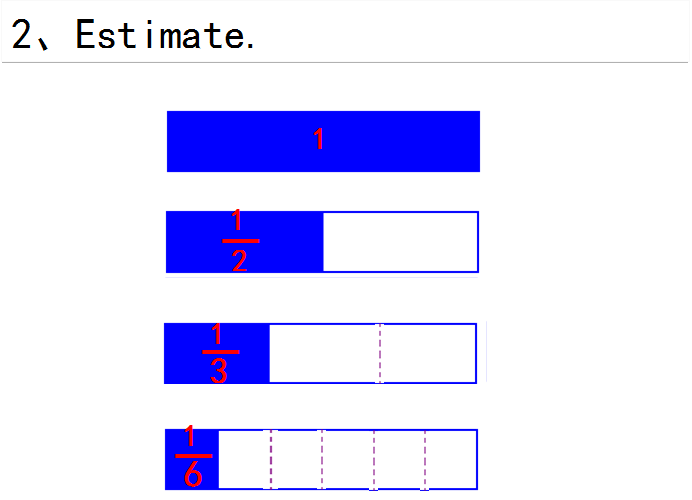 2、Estimate.
1
1/2
1/3
1/6